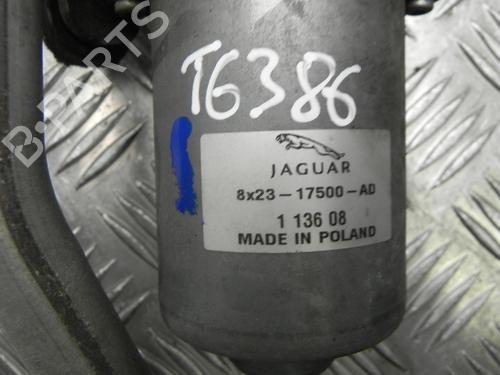 T6386
JAGUAR
8x23-17500-AD
1 136 08
MADE IN POLAND
B-PARTS